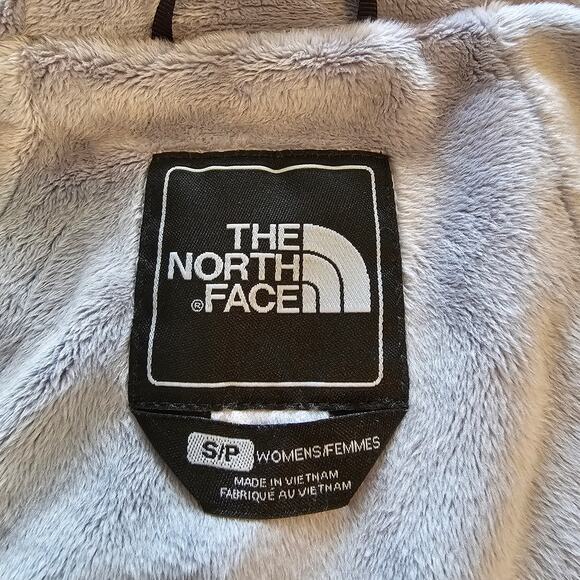 THE
NORTH
®FACE
S/P WOMENS/FEMMES
MADE IN VIETNAM
FABRIQUÉ AU VIETNAM